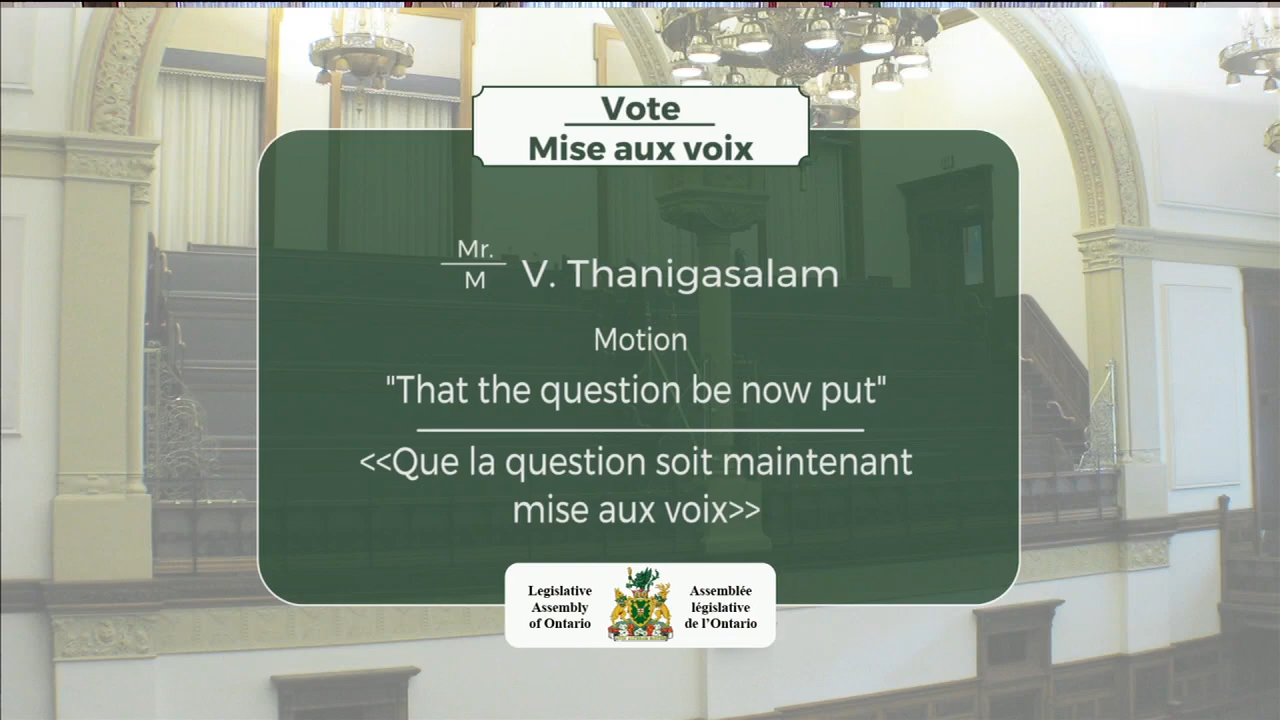 Vote
Mise aux voix
Mr.
M
V. Thanigasalam
Motion
"That the question be now put"
<<Que la question soit maintenant
mise aux voix>>
Legislative
Assembly
of Ontario
Assemblée
législative
de l'Ontario